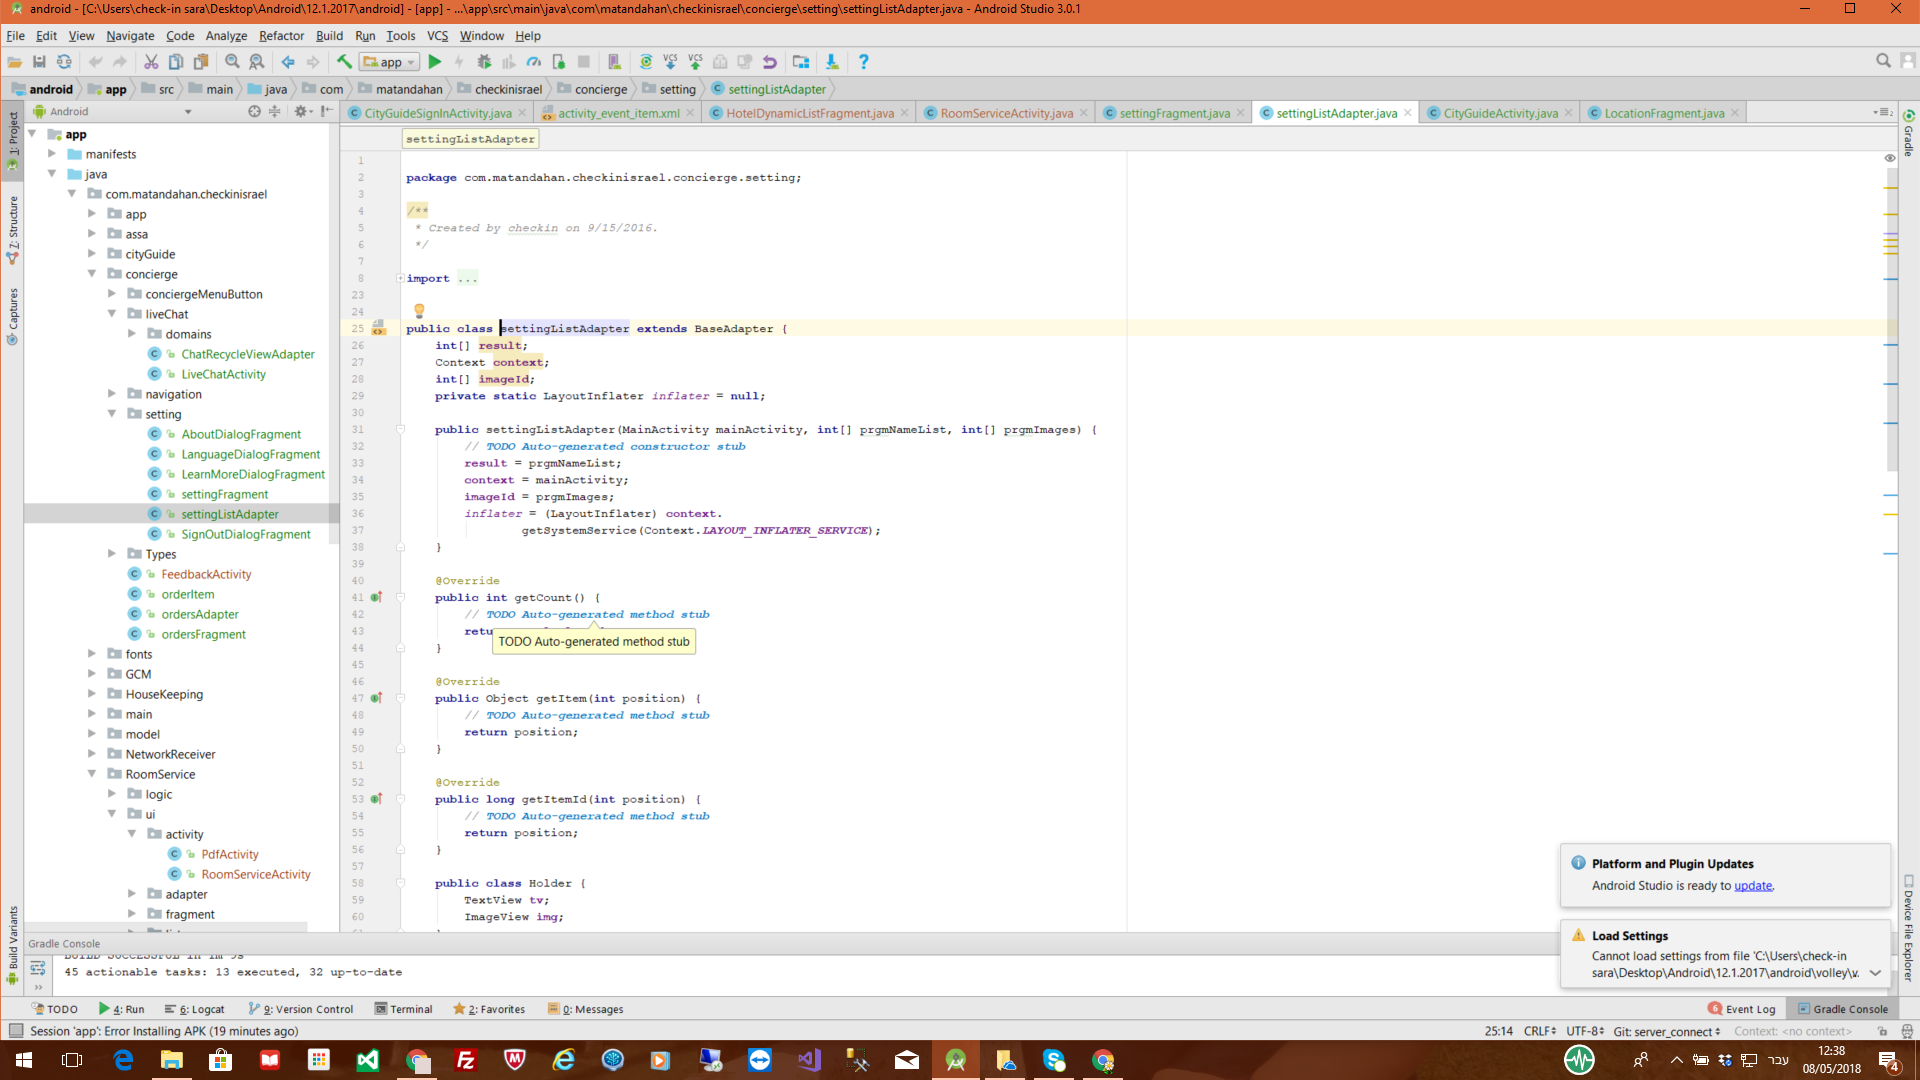 concierge - [C:\Users\check-in sara\Desktop\Android\12.1.2017\android] - [app] - ...\app\src\main\java\com\matandahan\checkinisrael\concierge\setting\settingListAdapter.java - Android Studio 3.0.1
File Edit View Navigate Code Analyze Refactor Build Run Tools VCS Window Help
app
android app src main java com matandahan checkinisrael concierge setting settingListAdapter
Android
CityGuideSignInActivity.java activity_event_item.xml HotelDynamicListFragment.java RoomServiceActivity.java settingFragment.java settingListAdapter.java CityGuideActivity.java LocationFragment.java
1: Project
7: Structure
Captures
Build Variants
Gradle
Device File Explorer
app
manifests
java
com.matandahan.checkinisrael
app
assa
cityGuide
concierge
conciergeMenuButton
liveChat
domains
ChatRecycleViewAdapter
LiveChatActivity
navigation
setting
AboutDialogFragment
LanguageDialogFragment
LearnMoreDialogFragment
settingFragment
settingListAdapter
SignOutDialogFragment
Types
FeedbackActivity
orderItem
ordersAdapter
ordersFragment
fonts
GCM
HouseKeeping
main
model
NetworkReceiver
RoomService
logic
ui
activity
PdfActivity
RoomServiceActivity
adapter
fragment
settingListAdapter
1
2 package com.matandahan.checkinisrael.concierge.setting;
3
4 /**
5 * Created by checkin on 9/15/2016.
6 */
7
8 import ...
23
24
25 public class settingListAdapter extends BaseAdapter {
26 int[] result;
27 Context context;
28 int[] imageId;
29 private static LayoutInflater inflater = null;
30
31 public settingListAdapter(MainActivity mainActivity, int[] prgmNameList, int[] prgmImages) {
32 // TODO Auto-generated constructor stub
33 result = prgmNameList;
34 context = mainActivity;
35 imageId = prgmImages;
36 inflater = (LayoutInflater) context.
37 getSystemService(Context.LAYOUT_INFLATER_SERVICE);
38 }
39
40 @Override
41 public int getCount() {
42 // TODO Auto-generated method stub
43
TODO Auto-generated method stub
44 }
45
46 @Override
47 public Object getItem(int position) {
48 // TODO Auto-generated method stub
49 return position;
50 }
51
52 @Override
53 public long getItemId(int position) {
54 // TODO Auto-generated method stub
55 return position;
56 }
57
58 public class Holder {
59 TextView tv;
60 ImageView img;
Platform and Plugin Updates
Android Studio is ready to update.
Load Settings
Cannot load settings from file 'C:\Users\check-in
sara\Desktop\Android\12.1.2017\android\volley\v.
Gradle Console
BUILD SUCCESSFUL in 1m 9s
45 actionable tasks: 13 executed, 32 up-to-date
TODO 4: Run 6: Logcat 9: Version Control Terminal 2: Favorites 0: Messages 6 Event Log Gradle Console
Session 'app': Error Installing APK (19 minutes ago) 25:14 CRLF UTF-8 Git: server_connect Context: <no context>
עבר 12:38
08/05/2018
4